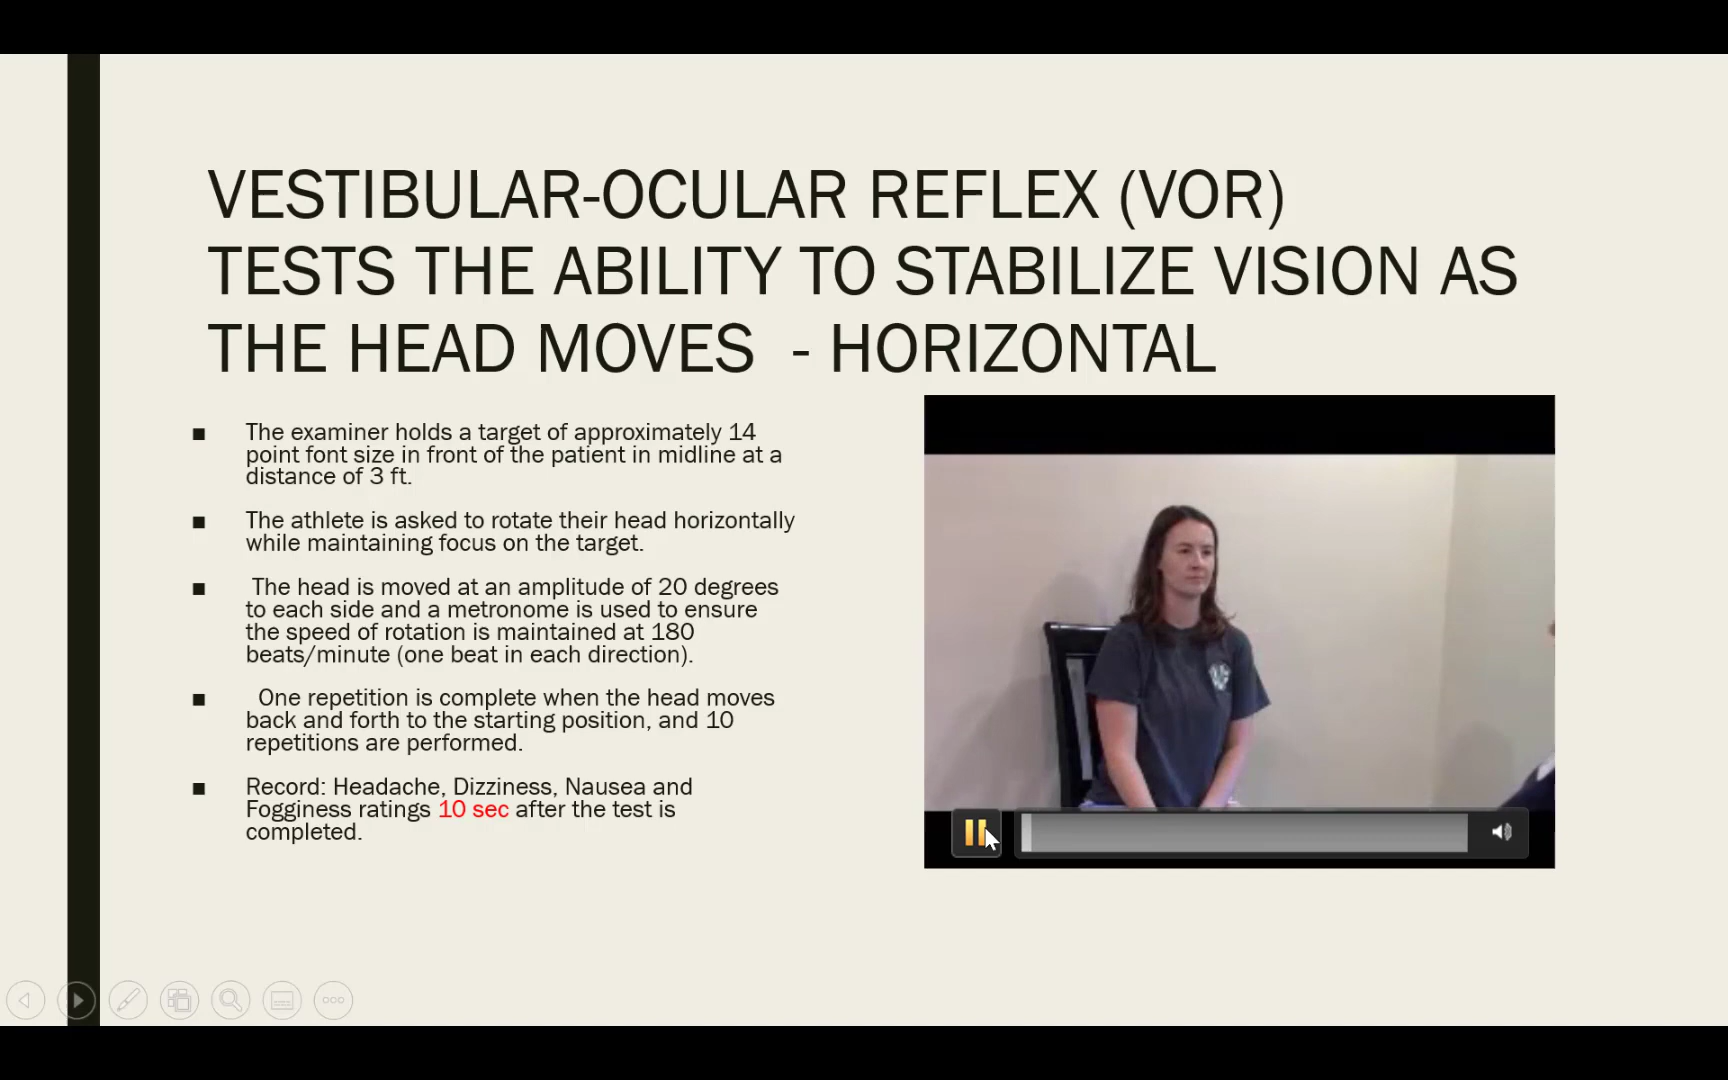 VESTIBULAR-OCULAR REFLEX (VOR)
TESTS THE ABILITY TO STABILIZE VISION AS
THE HEAD MOVES - HORIZONTAL
■ The examiner holds a target of approximately 14
point font size in front of the patient in midline at a
distance of 3 ft.
■ The athlete is asked to rotate their head horizontally
while maintaining focus on the target.
■ The head is moved at an amplitude of 20 degrees
to each side and a metronome is used to ensure
the speed of rotation is maintained at 180
beats/minute (one beat in each direction).
■ One repetition is complete when the head moves
back and forth to the starting position, and 10
repetitions are performed.
■ Record: Headache, Dizziness, Nausea and
Fogginess ratings 10 sec after the test is
completed.